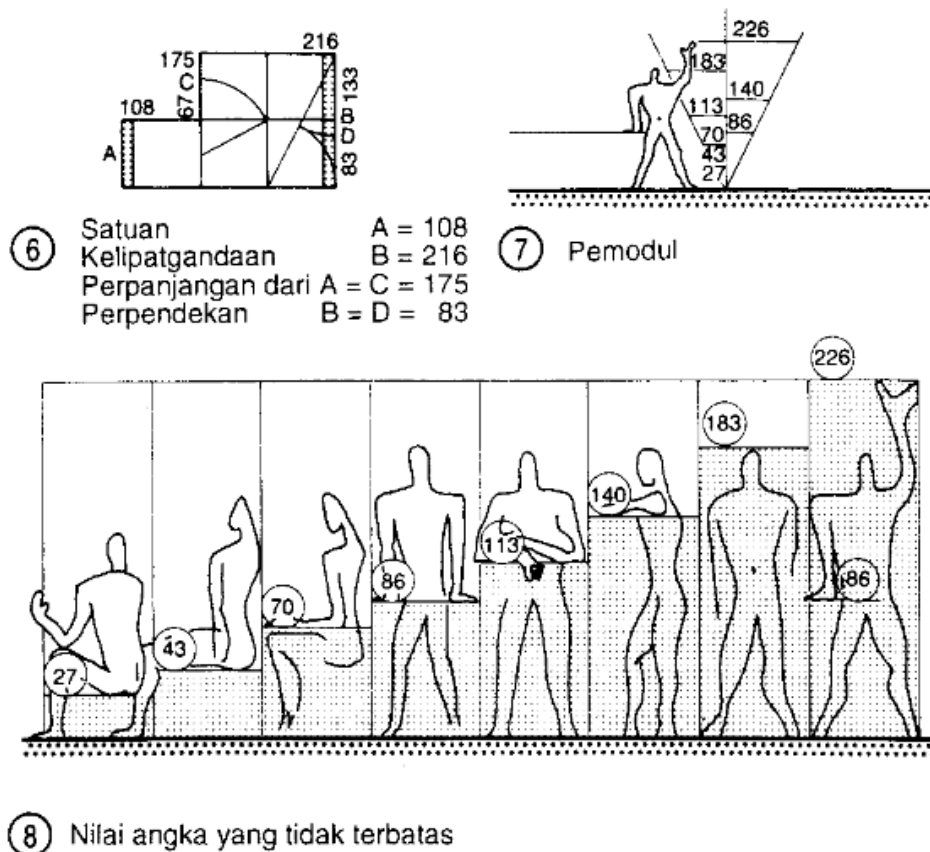 216
175
C
133
67
108
B
D
A
83
226
183
140
113
86
70
43
27
6 Satuan A = 108
Kelipatgandaan B = 216
Perpanjangan dari A = C = 175
Perpendekan B = D = 83
7 Pemodul
226
183
140
113
86
86
70
43
27
8 Nilai angka yang tidak terbatas